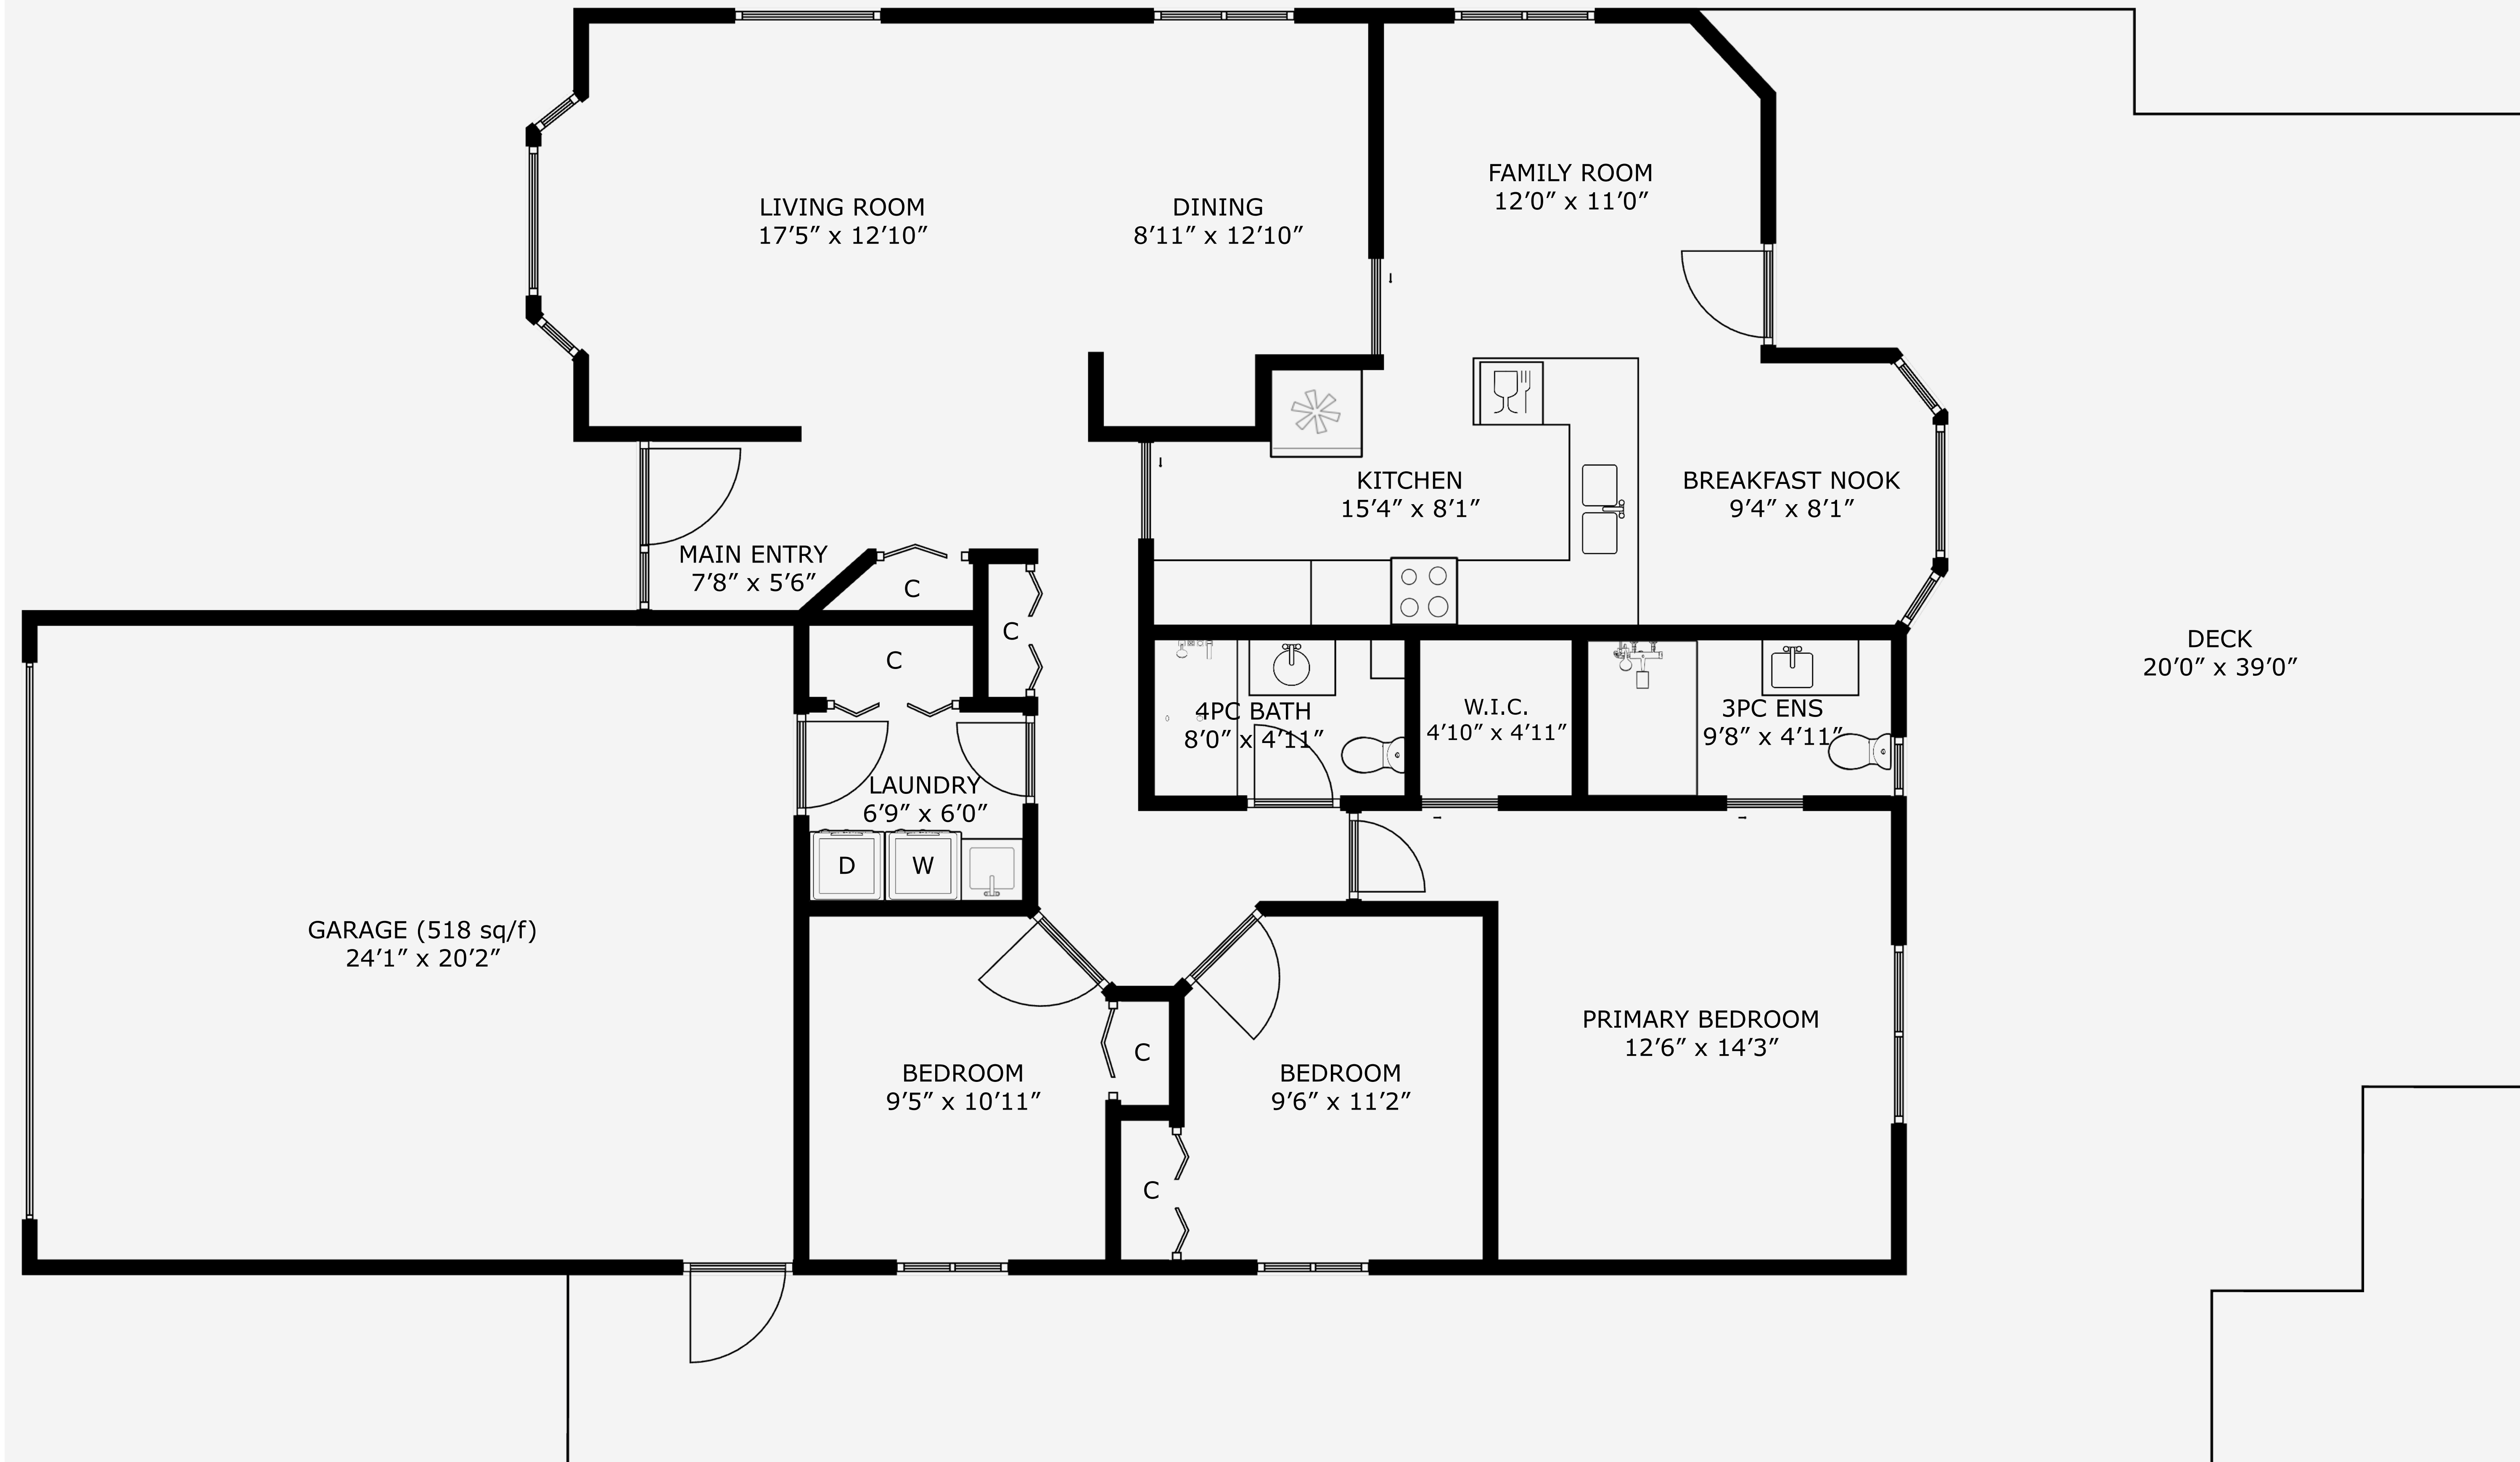 FAMILY ROOM
12’0” x 11’0”
LIVING ROOM
17’5” x 12’10”
DINING
8’11” x 12’10”
KITCHEN
15’4” x 8’1”
BREAKFAST NOOK
9’4” x 8’1”
MAIN ENTRY
7’8” x 5’6”
C
C
C
DECK
20’0” x 39’0”
4PC BATH
8’0” x 4’11”
W.I.C.
4’10” x 4’11”
3PC ENS
9’8” x 4’11”
LAUNDRY
6’9” x 6’0”
D
W
GARAGE (518 sq/f)
24’1” x 20’2”
PRIMARY BEDROOM
12’6” x 14’3”
BEDROOM
9’5” x 10’11”
C
BEDROOM
9’6” x 11’2”
C